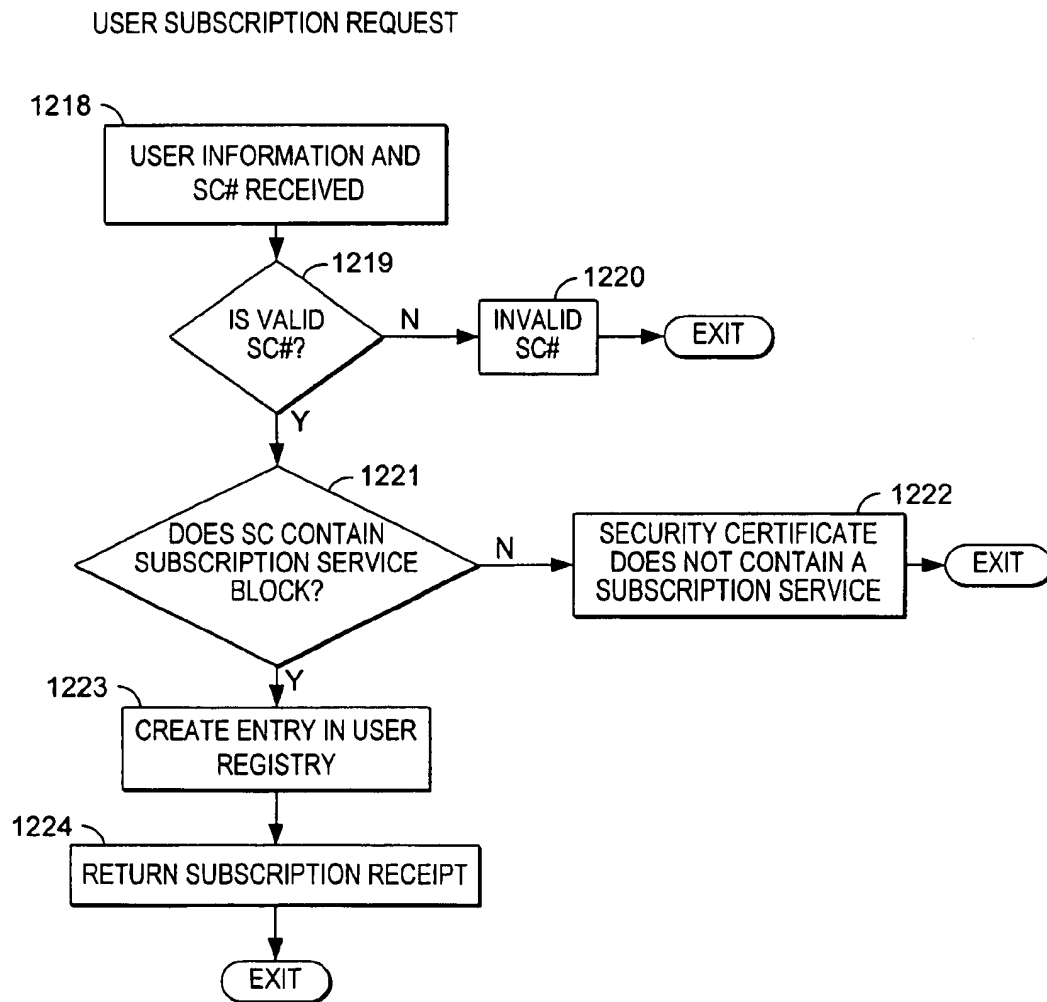 USER SUBSCRIPTION REQUEST
1218
USER INFORMATION AND
SC# RECEIVED
1219
IS VALID
SC#?
N
1220
INVALID
SC#
EXIT
Y
1221
DOES SC CONTAIN
SUBSCRIPTION SERVICE
BLOCK?
N
1222
SECURITY CERTIFICATE
DOES NOT CONTAIN A
SUBSCRIPTION SERVICE
EXIT
Y
1223
CREATE ENTRY IN USER
REGISTRY
1224
RETURN SUBSCRIPTION RECEIPT
EXIT